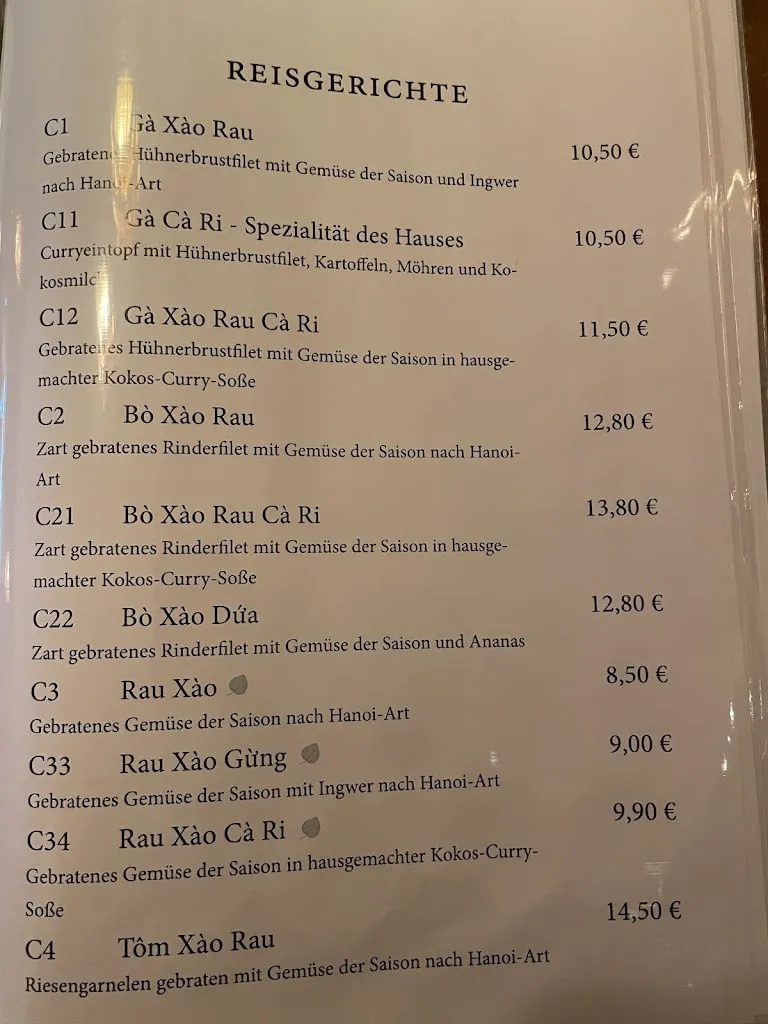 REISGERICHTE
C1 Gà Xào Rau 10,50 €
Gebratenes Hühnerbrustfilet mit Gemüse der Saison und Ingwer
nach Hanoi-Art
C11 Gà Cà Ri - Spezialität des Hauses 10,50 €
Curryeintopf mit Hühnerbrustfilet, Kartoffeln, Möhren und Ko-
kosmilch
C12 Gà Xào Rau Cà Ri 11,50 €
Gebratenes Hühnerbrustfilet mit Gemüse der Saison in hausge-
machter Kokos-Curry-Soße
C2 Bò Xào Rau 12,80 €
Zart gebratenes Rinderfilet mit Gemüse der Saison nach Hanoi-
Art
C21 Bò Xào Rau Cà Ri 13,80 €
Zart gebratenes Rinderfilet mit Gemüse der Saison in hausge-
machter Kokos-Curry-Soße
C22 Bò Xào Dứa 12,80 €
Zart gebratenes Rinderfilet mit Gemüse der Saison und Ananas
C3 Rau Xào 8,50 €
Gebratenes Gemüse der Saison nach Hanoi-Art
C33 Rau Xào Gừng 9,00 €
Gebratenes Gemüse der Saison mit Ingwer nach Hanoi-Art
C34 Rau Xào Cà Ri 9,90 €
Gebratenes Gemüse der Saison in hausgemachter Kokos-Curry-
Soße
C4 Tôm Xào Rau 14,50 €
Riesengarnelen gebraten mit Gemüse der Saison nach Hanoi-Art